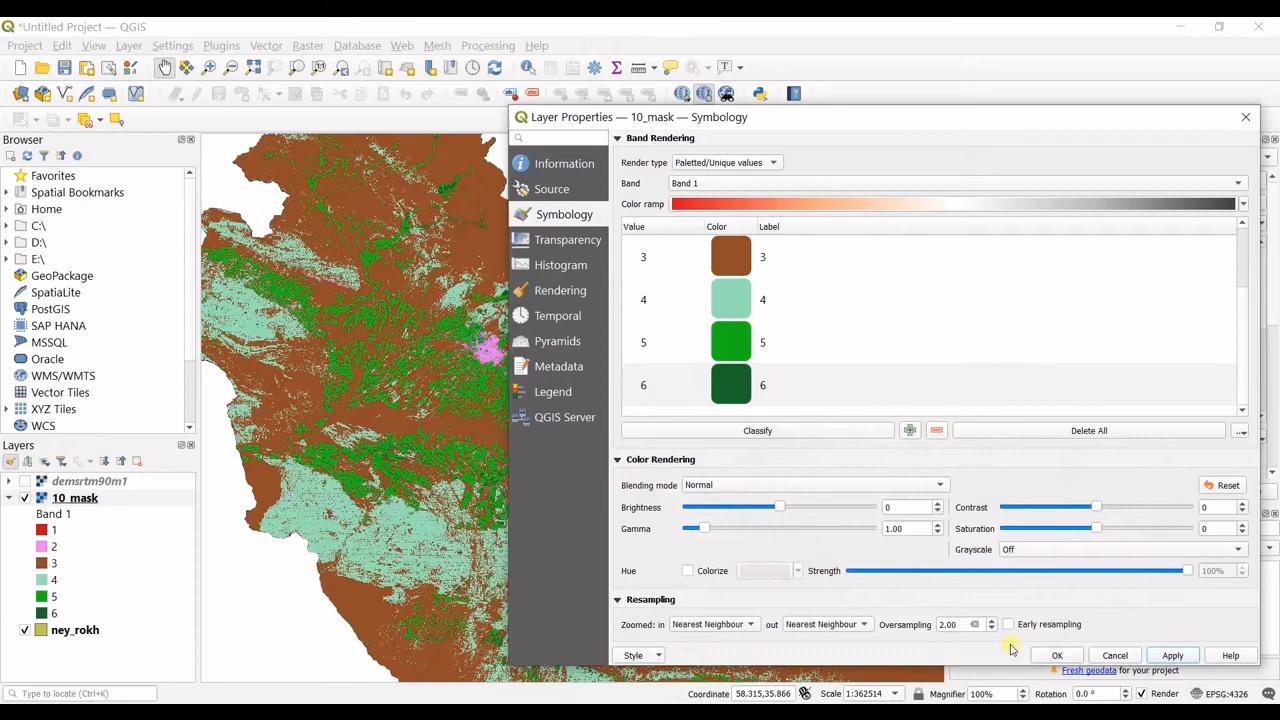 *Untitled Project — QGIS
Project Edit View Layer Settings Plugins Vector Raster Database Web Mesh Processing Help
Browser
Favorites
Spatial Bookmarks
Home
C:\
D:\
E:\
GeoPackage
SpatiaLite
PostGIS
SAP HANA
MSSQL
Oracle
WMS/WMTS
Vector Tiles
XYZ Tiles
WCS
Layers
demsrtm90m1
10_mask
Band 1
1
2
3
4
5
6
ney_rokh
Layer Properties — 10_mask — Symbology
Information
Source
Symbology
Transparency
Histogram
Rendering
Temporal
Pyramids
Metadata
Legend
QGIS Server
Band Rendering
Render type Paletted/Unique values
Band Band 1
Color ramp
Value Color Label
3 3
4 4
5 5
6 6
Classify Delete All ...
Color Rendering
Blending mode Normal Reset
Brightness 0 Contrast 0
Gamma 1.00 Saturation 0
Grayscale Off
Hue Colorize Strength 100%
Resampling
Zoomed: in Nearest Neighbour out Nearest Neighbour Oversampling 2.00 Early resampling
Style OK Cancel Apply Help
Fresh geodata for your project
Type to locate (Ctrl+K) Coordinate 58.315,35.866 Scale 1:362514 Magnifier 100% Rotation 0.0 ° Render EPSG:4326